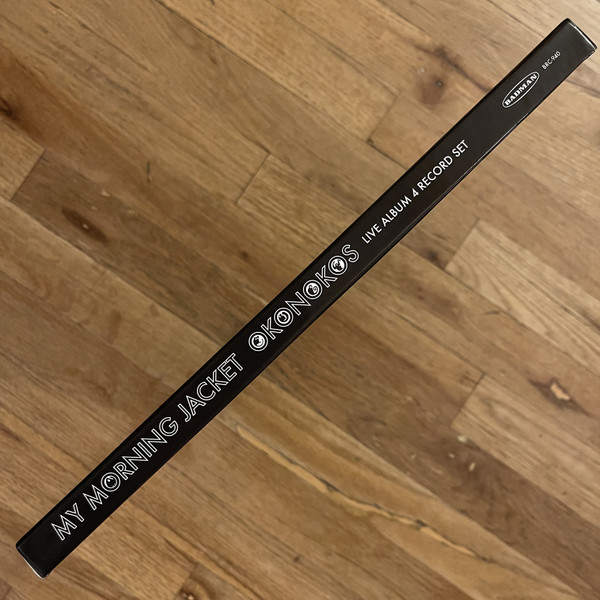 MY MORNING JACKET OKONOKOS LIVE ALBUM 4 RECORD SET BADMAN BRC-940